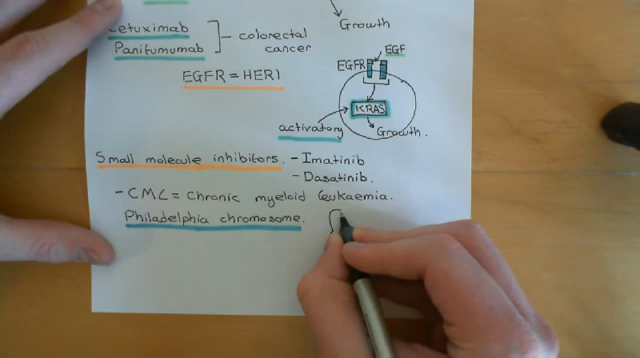 Growth
Cetuximab
Panitumumab
colorectal cancer
EGFR = HER1
EGF
EGFR
KRAS
activatory
Growth.
Small molecule inhibitors. - Imatinib
- Dasatinib.
- CML = Chronic myeloid leukaemia.
Philadelphia chromosome.